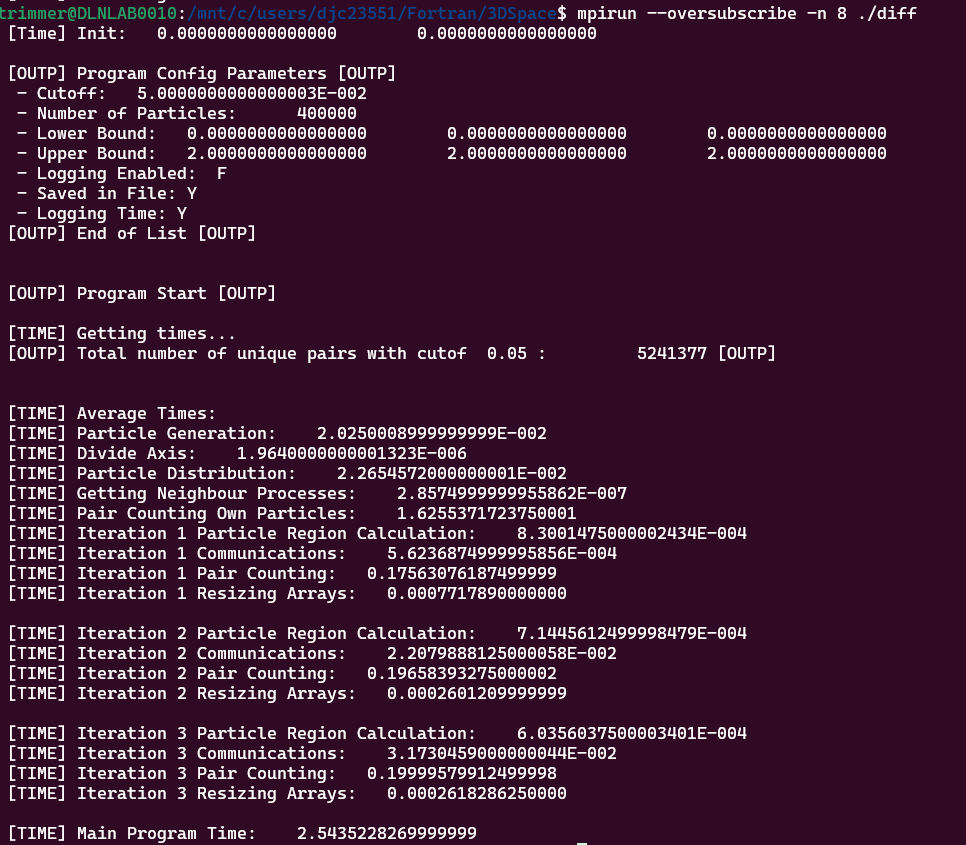 trimmer@DLNLAB0010:/mnt/c/users/djc23551/Fortran/3DSpace$ mpirun --oversubscribe -n 8 ./diff
[Time] Init:   0.0000000000000000        0.0000000000000000
[OUTP] Program Config Parameters [OUTP]
 - Cutoff:   5.0000000000000003E-002
 - Number of Particles:      400000
 - Lower Bound:   0.0000000000000000        0.0000000000000000        0.0000000000000000
 - Upper Bound:   2.0000000000000000        2.0000000000000000        2.0000000000000000
 - Logging Enabled:  F
 - Saved in File: Y
 - Logging Time: Y
[OUTP] End of List [OUTP]
[OUTP] Program Start [OUTP]
[TIME] Getting times...
[OUTP] Total number of unique pairs with cutof  0.05 :         5241377 [OUTP]
[TIME] Average Times:
[TIME] Particle Generation:    2.0250008999999999E-002
[TIME] Divide Axis:    1.9640000000001323E-006
[TIME] Particle Distribution:    2.2654572000000001E-002
[TIME] Getting Neighbour Processes:    2.8574999999955862E-007
[TIME] Pair Counting Own Particles:    1.6255371723750001
[TIME] Iteration 1 Particle Region Calculation:    8.3001475000002434E-004
[TIME] Iteration 1 Communications:    5.6236874999995856E-004
[TIME] Iteration 1 Pair Counting:   0.17563076187499999
[TIME] Iteration 1 Resizing Arrays:   0.0007717890000000
[TIME] Iteration 2 Particle Region Calculation:    7.1445612499998479E-004
[TIME] Iteration 2 Communications:    2.2079888125000058E-002
[TIME] Iteration 2 Pair Counting:   0.19658393275000002
[TIME] Iteration 2 Resizing Arrays:   0.0002601209999999
[TIME] Iteration 3 Particle Region Calculation:    6.0356037500003401E-004
[TIME] Iteration 3 Communications:    3.1730459000000044E-002
[TIME] Iteration 3 Pair Counting:   0.19999579912499998
[TIME] Iteration 3 Resizing Arrays:   0.0002618286250000
[TIME] Main Program Time:    2.5435228269999999